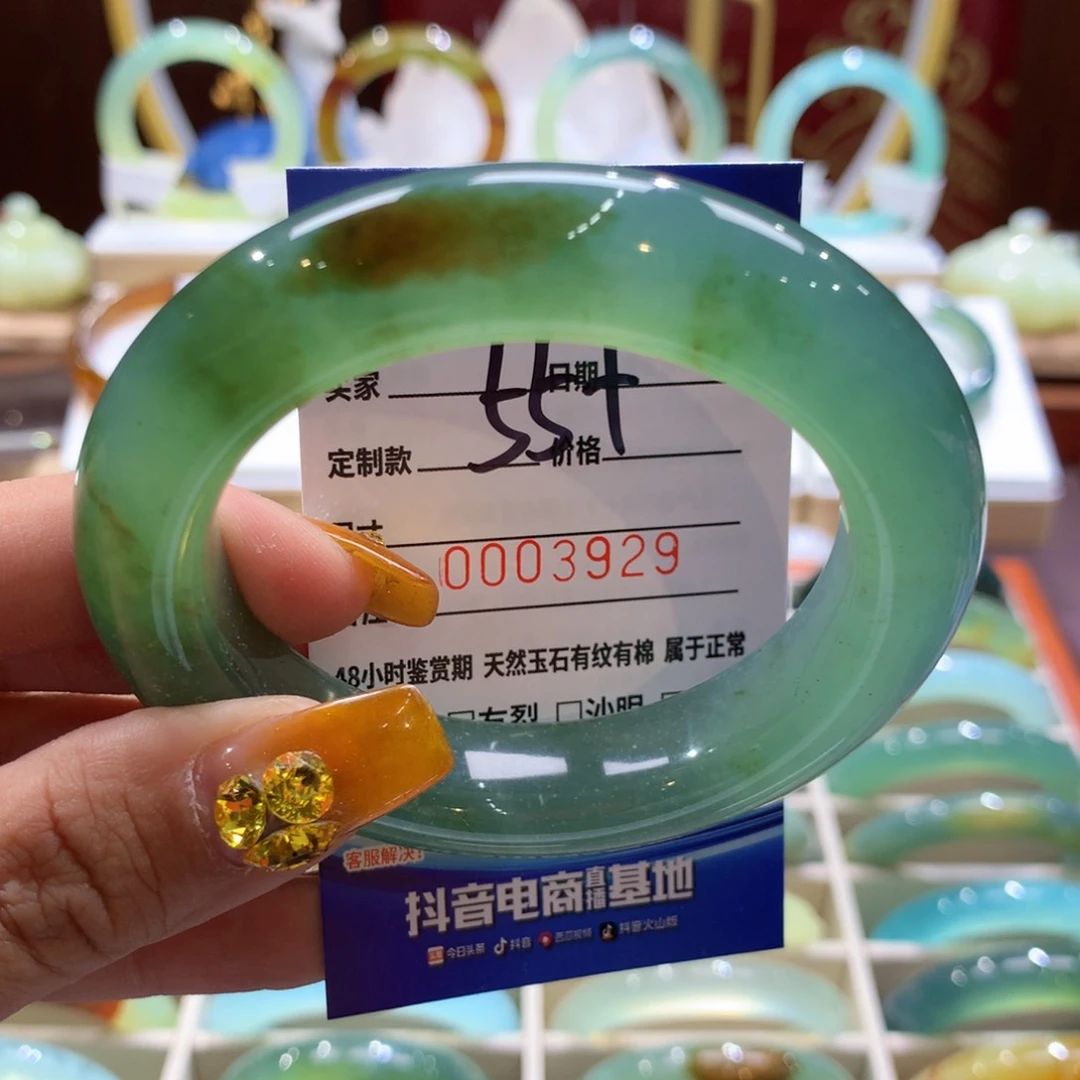 卖家 日期
55+
定制款 价格
尺寸
0003929
48小时鉴赏期 天然玉石有纹有棉 属于正常
□有裂 □沙眼
客服解决!
抖音电商直播基地
今日头条 抖音 西瓜视频 抖音火山版